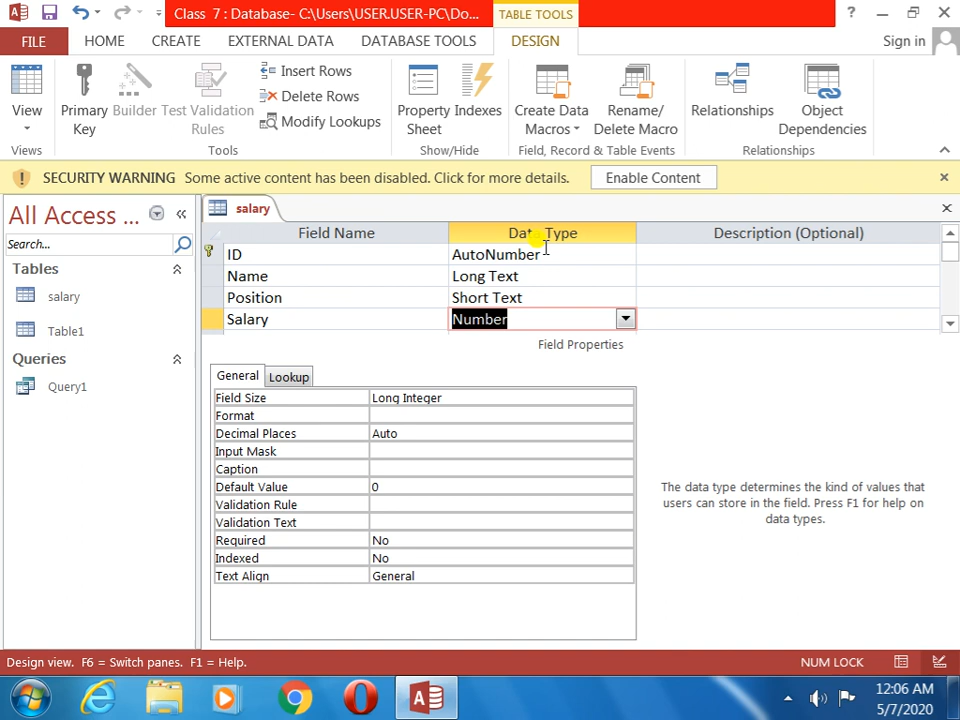 Class 7 : Database- C:\Users\USER.USER-PC\Do...
TABLE TOOLS
?
FILE
HOME
CREATE
EXTERNAL DATA
DATABASE TOOLS
DESIGN
Sign in
View
Primary Key
Builder
Test Validation Rules
Insert Rows
Delete Rows
Modify Lookups
Property Sheet
Indexes
Create Data Macros
Rename/ Delete Macro
Relationships
Object Dependencies
Views
Tools
Show/Hide
Field, Record & Table Events
Relationships
SECURITY WARNING Some active content has been disabled. Click for more details.
Enable Content
All Access ...
Search...
Tables
salary
Table1
Queries
Query1
salary
Field Name Data Type Description (Optional)
ID AutoNumber
Name Long Text
Position Short Text
Salary Number
Field Properties
General Lookup
Field Size Long Integer
Format
Decimal Places Auto
Input Mask
Caption
Default Value 0
Validation Rule
Validation Text
Required No
Indexed No
Text Align General
The data type determines the kind of values that
users can store in the field. Press F1 for help on
data types.
Design view. F6 = Switch panes. F1 = Help.
NUM LOCK
12:06 AM
5/7/2020